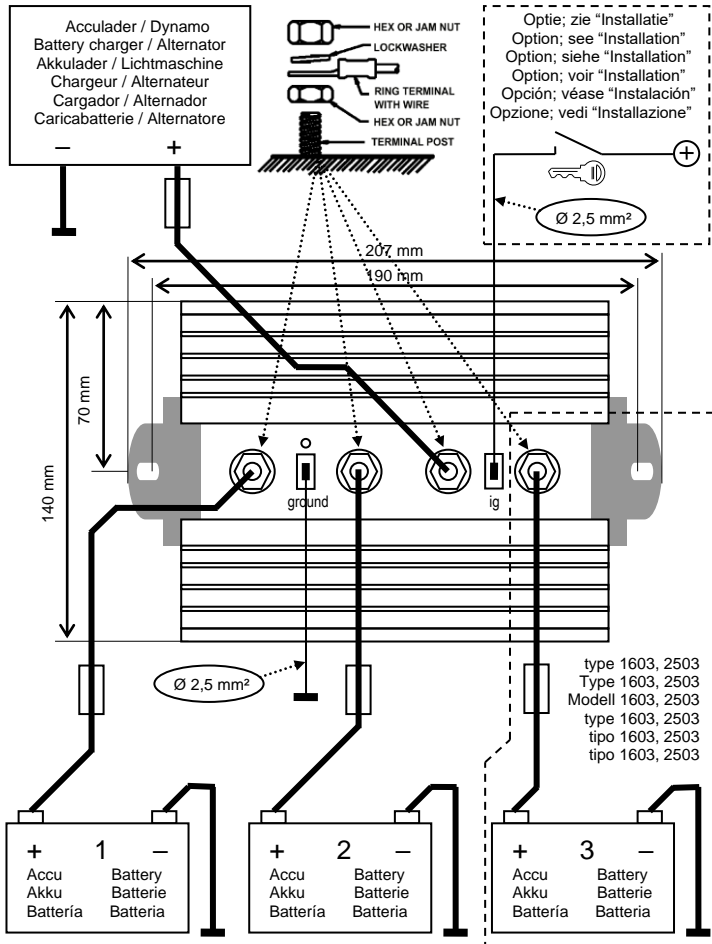 Acculader / Dynamo
Battery charger / Alternator
Akkulader / Lichtmaschine
Chargeur / Alternateur
Cargador / Alternador
Caricabatterie / Alternatore
– +
HEX OR JAM NUT
LOCKWASHER
RING TERMINAL
WITH WIRE
HEX OR JAM NUT
TERMINAL POST
Optie; zie “Installatie”
Option; see “Installation”
Option; siehe “Installation”
Option; voir “Installation”
Opción; véase “Instalación”
Opzione; vedi “Installazione”
+
Ø 2,5 mm²
207 mm
190 mm
70 mm
140 mm
ground
ig
Ø 2,5 mm²
type 1603, 2503
Type 1603, 2503
Modell 1603, 2503
type 1603, 2503
tipo 1603, 2503
tipo 1603, 2503
+ 1 –
Accu Battery
Akku Batterie
Batería Batteria
+ 2 –
Accu Battery
Akku Batterie
Batería Batteria
+ 3 –
Accu Battery
Akku Batterie
Batería Batteria